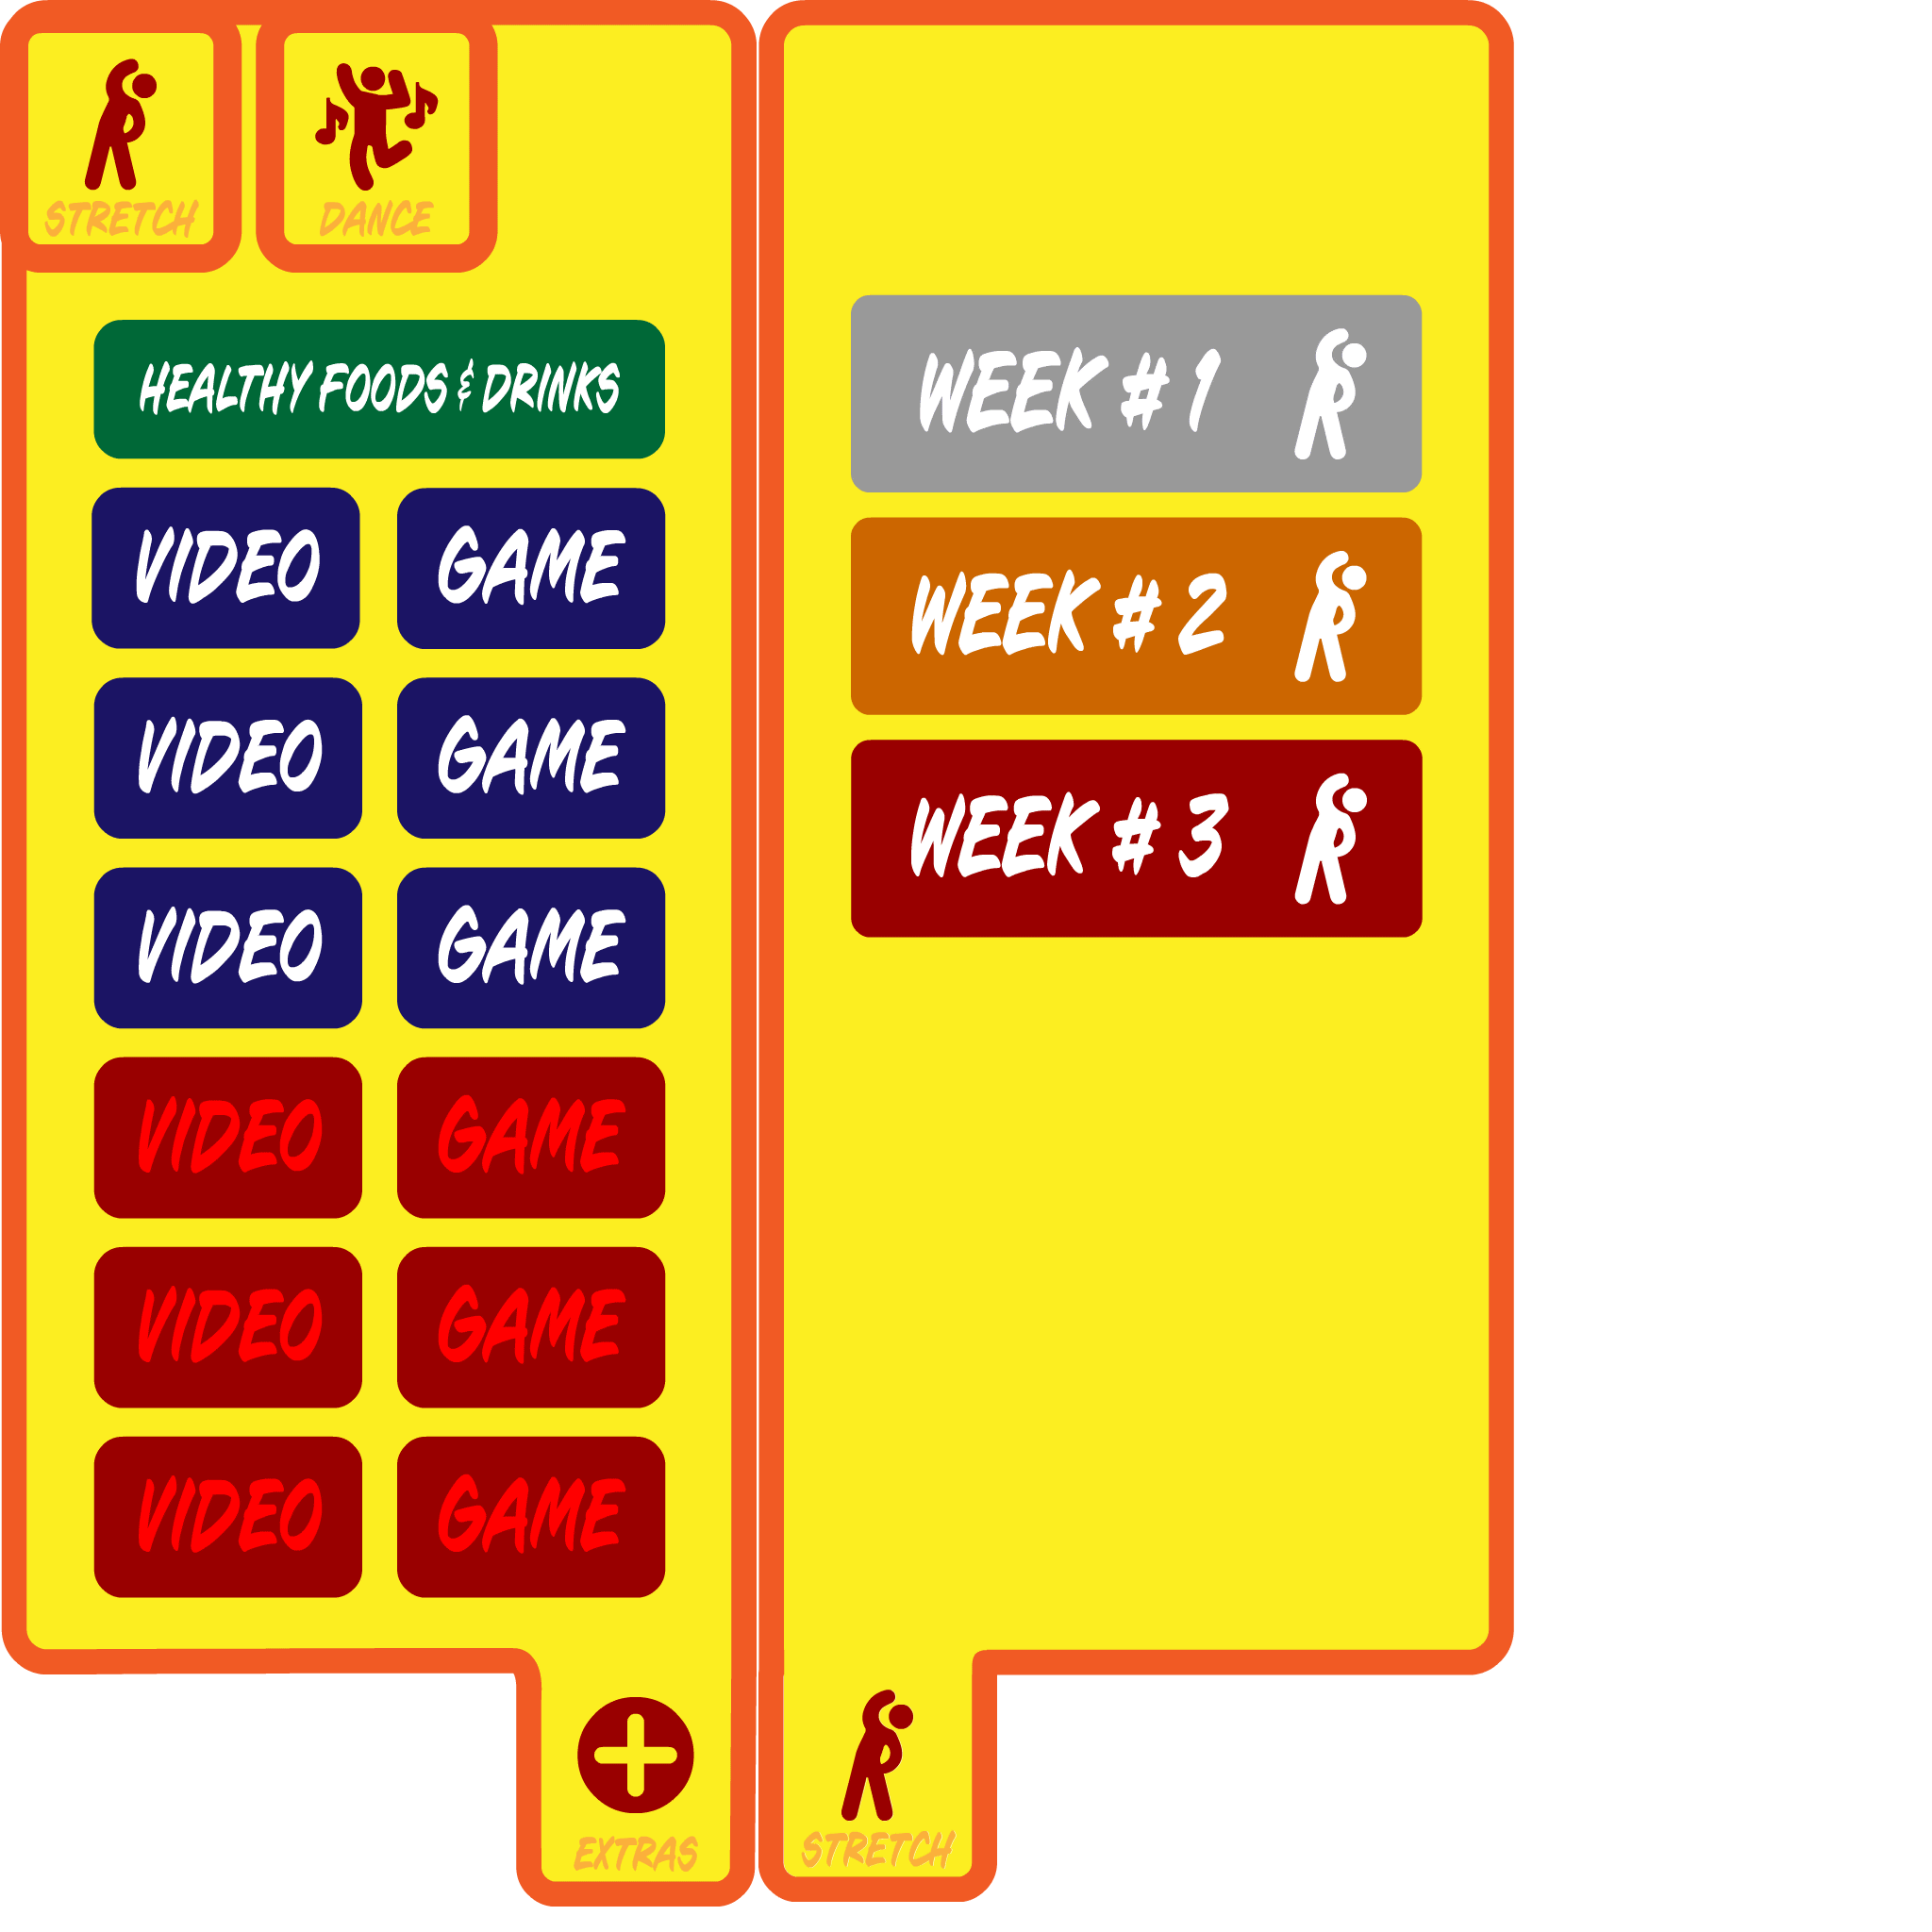 STRETCH
DANCE
HEALTHY FOODS & DRINKS
VIDEO
GAME
VIDEO
GAME
VIDEO
GAME
VIDEO
GAME
VIDEO
GAME
VIDEO
GAME
EXTRAS
WEEK # 1
WEEK # 2
WEEK # 3
STRETCH